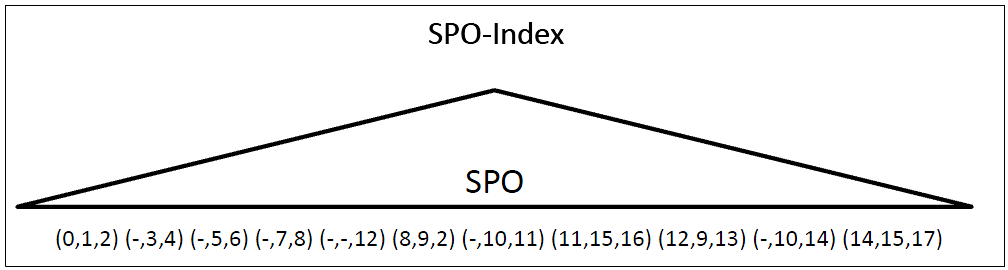 SPO-Index
SPO
(0,1,2) (-,3,4) (-,5,6) (-,7,8) (-,-,12) (8,9,2) (-,10,11) (11,15,16) (12,9,13) (-,10,14) (14,15,17)